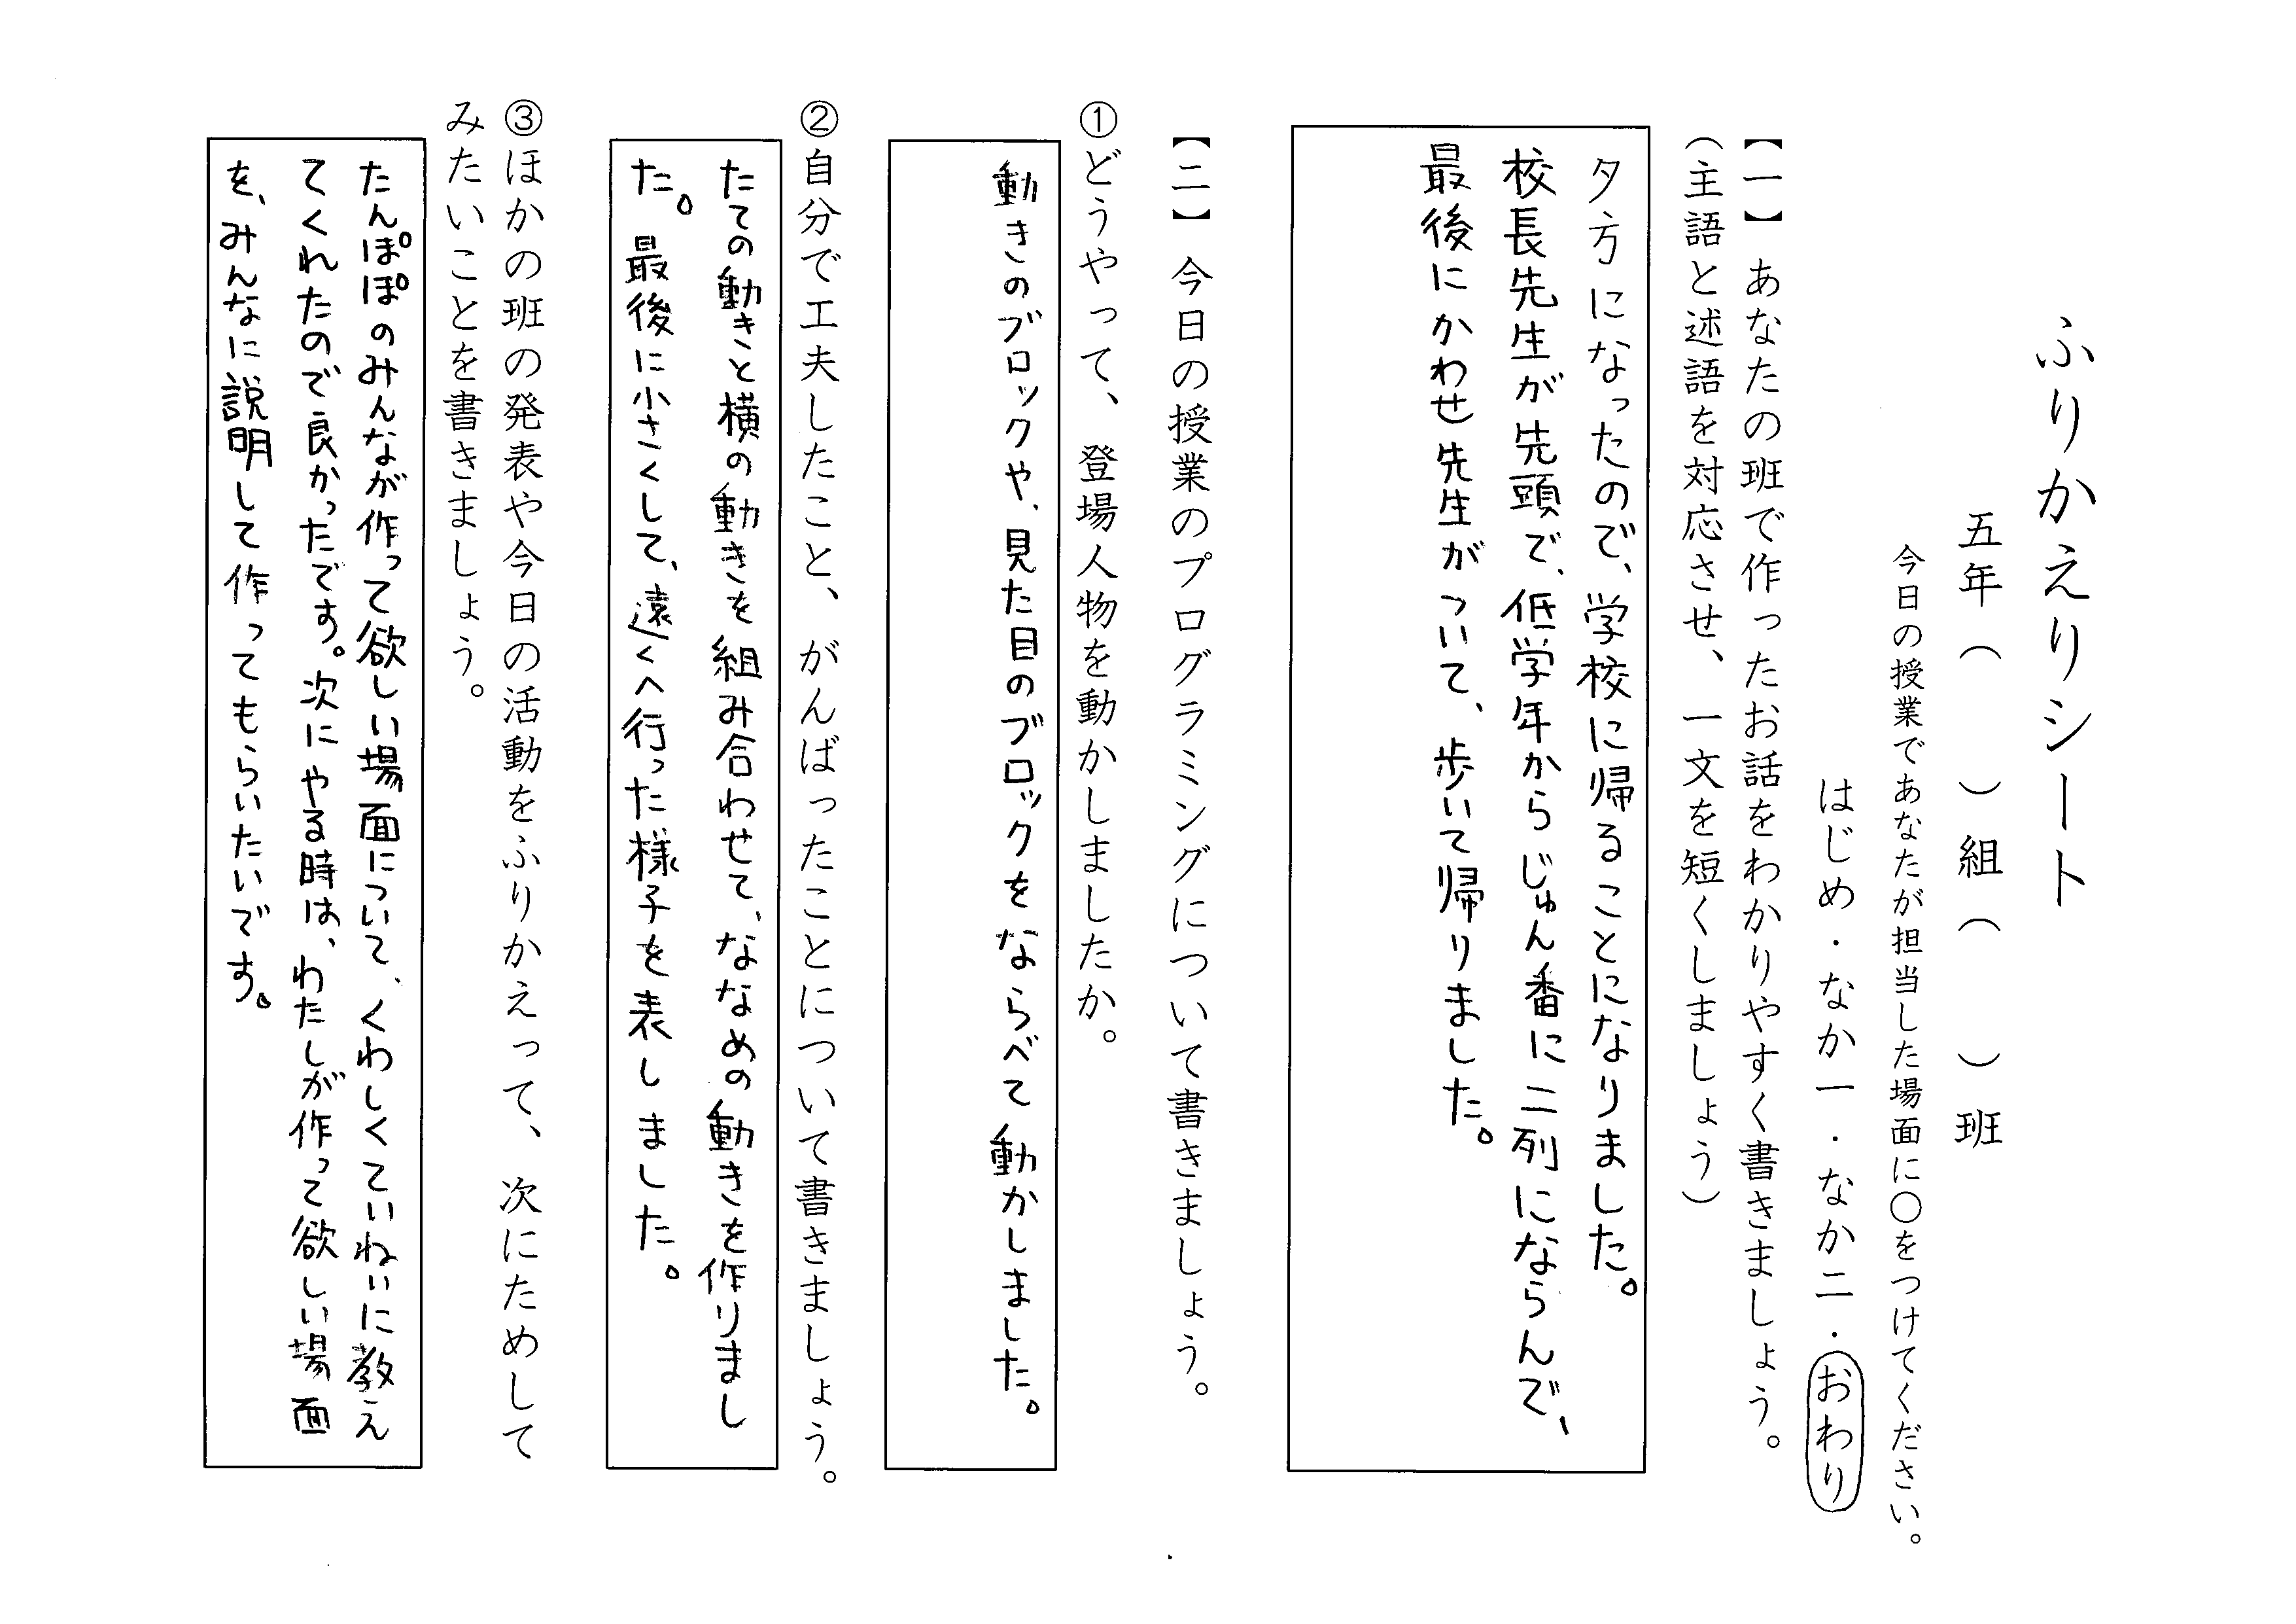 ふりかえりシート
五年（　　）組（　　）班
今日の授業であなたが担当した場面に〇をつけてください。
はじめ・なか一・なか二・おわり
【一】あなたの班で作ったお話をわかりやすく書きましょう。
（主語と述語を対応させ、一文を短くしましょう）
夕方になったので、学校に帰ることになりました。
校長先生が先頭で、低学年からじゅん番に二列にならんで、
最後にかわせ先生がついて、歩いて帰りました。
【二】今日の授業のプログラミングについて書きましょう。
①どうやって、登場人物を動かしましたか。
動きのブロックや、見た目のブロックをならべて動かしました。
②自分で工夫したこと、がんばったことについて書きましょう。
たての動きと横の動きを組み合わせて、ななめの動きを作りまし
た。最後に小さくして、遠くへ行った様子を表しました。
③ほかの班の発表や今日の活動をふりかえって、次にためして
みたいことを書きましょう。
たんぽぽのみんなが作って欲しい場面について、くわしくていねいに教え
てくれたので良かったです。次にやる時は、わたしが作って欲しい場面
を、みんなに説明して作ってもらいたいです。